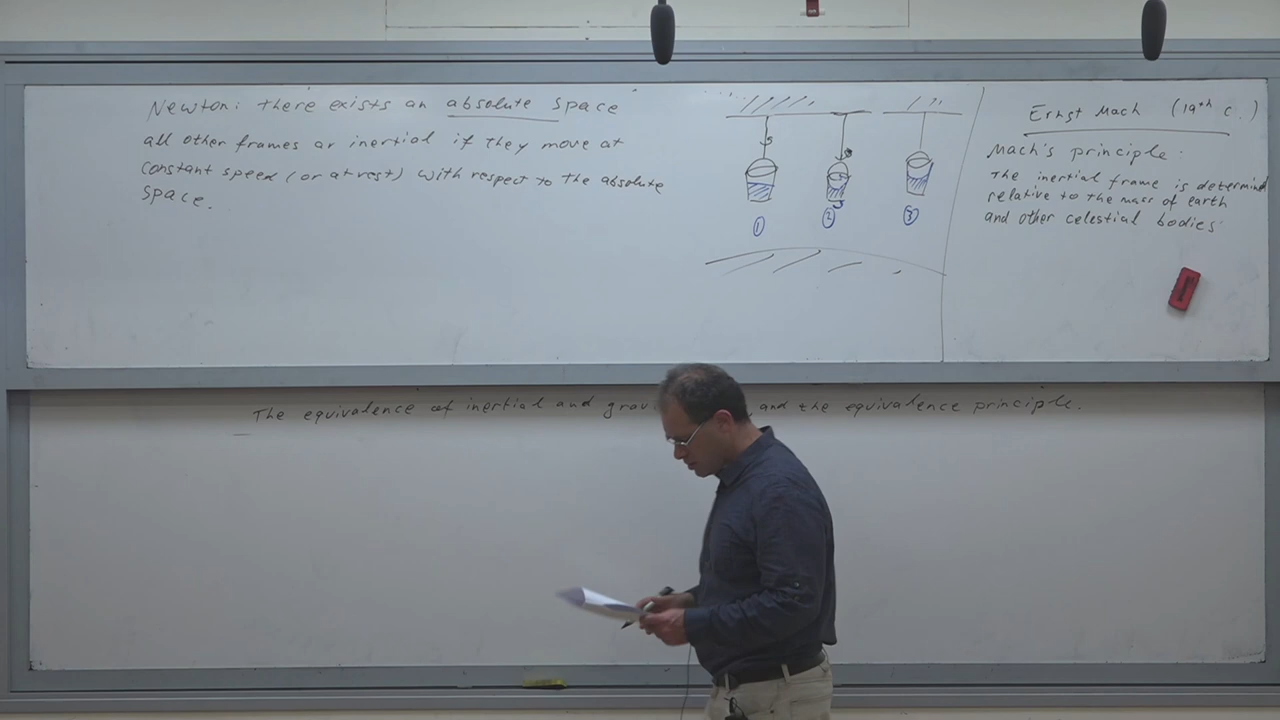 Newton: there exists an absolute space
all other frames ar inertial if they move at
constant speed (or at rest) with respect to the absolute
space.
1
2
3
Ernst Mach (19th c.)
Mach's principle:
The inertial frame is determin
relative to the mass of earth
and other celestial bodies
The equivalence of inertial and grav and the equivalence principle.